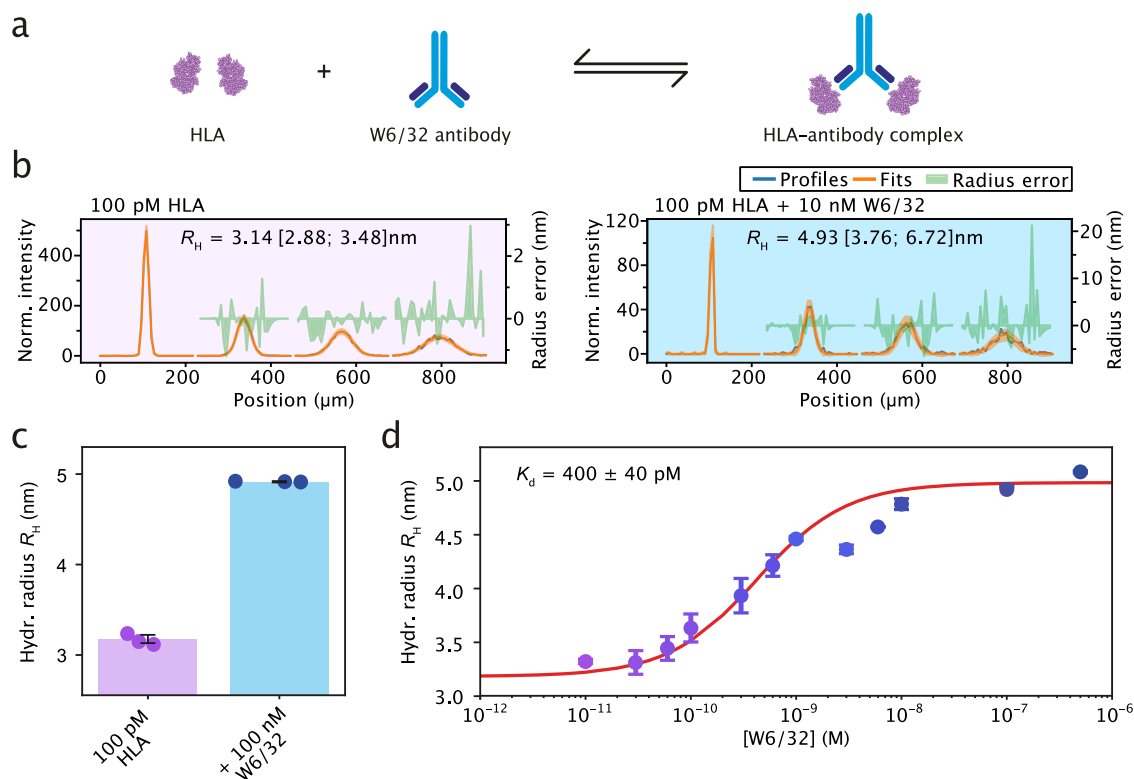 a
HLA
+
W6/32 antibody
HLA–antibody complex
b
Profiles Fits Radius error
100 pM HLA
R_H = 3.14 [2.88; 3.48]nm
Norm. intensity
400
200
0
2
0
Radius error (nm)
0 200 400 600 800
Position (µm)
100 pM HLA + 10 nM W6/32
R_H = 4.93 [3.76; 6.72]nm
Norm. intensity
120
80
40
0
20
10
0
Radius error (nm)
0 200 400 600 800
Position (µm)
c
Hydr. radius R_H (nm)
5
4
3
100 pM
HLA
+ 100 nM
W6/32
d
K_d = 400 ± 40 pM
Hydr. radius R_H (nm)
5.0
4.5
4.0
3.5
3.0
10⁻¹² 10⁻¹¹ 10⁻¹⁰ 10⁻⁹ 10⁻⁸ 10⁻⁷ 10⁻⁶
[W6/32] (M)